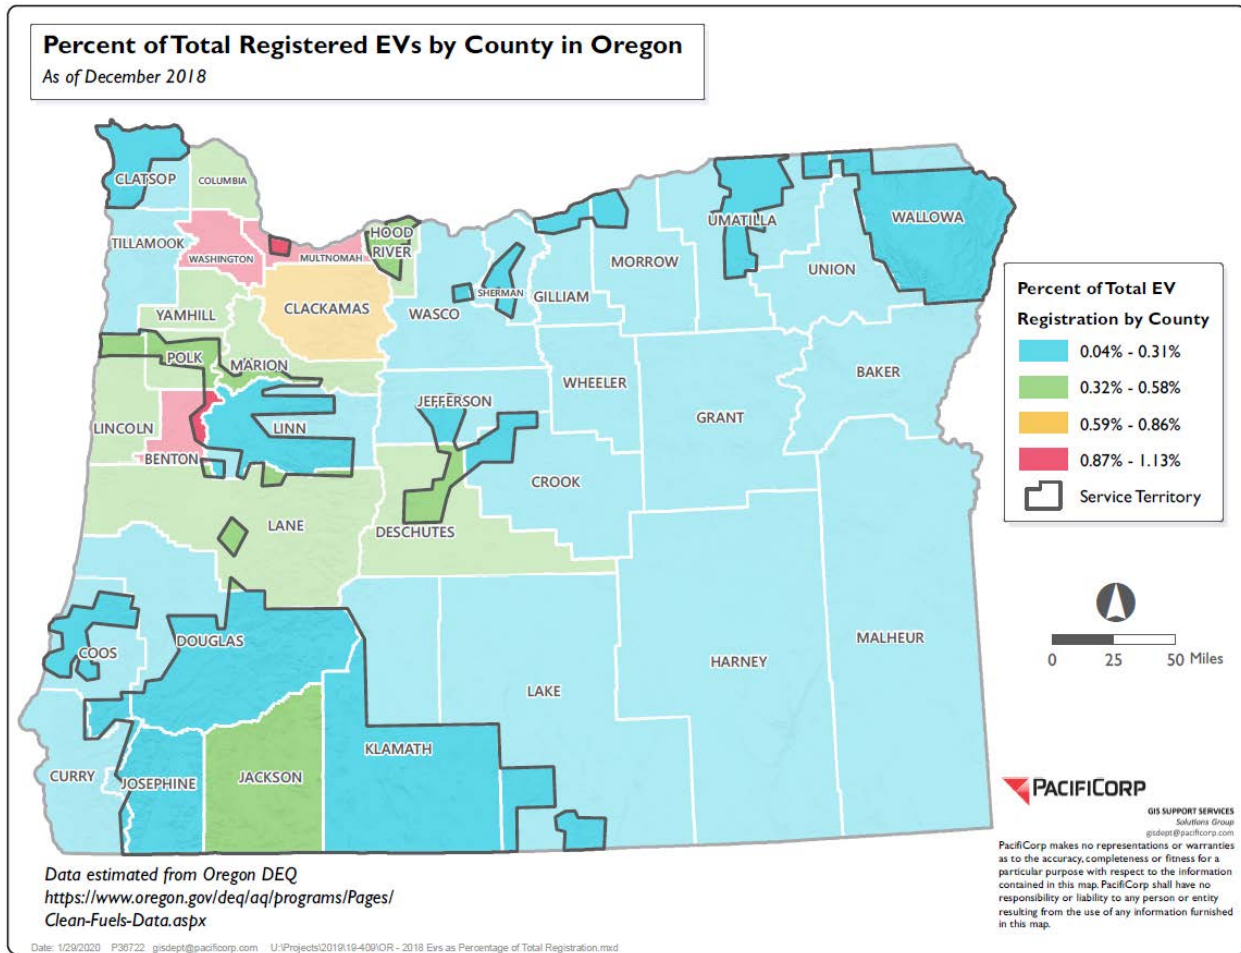 Percent of Total Registered EVs by County in Oregon
As of December 2018
CLATSOP
COLUMBIA
TILLAMOOK
WASHINGTON
MULTNOMAH
HOOD
RIVER
CLACKAMAS
YAMHILL
POLK
MARION
WASCO
SHERMAN
GILLIAM
MORROW
UMATILLA
UNION
WALLOWA
BAKER
WHEELER
GRANT
JEFFERSON
LINCOLN
BENTON
LINN
CROOK
LANE
DESCHUTES
DOUGLAS
COOS
CURRY
JOSEPHINE
JACKSON
KLAMATH
LAKE
HARNEY
MALHEUR
Percent of Total EV
Registration by County
0.04% - 0.31%
0.32% - 0.58%
0.59% - 0.86%
0.87% - 1.13%
Service Territory
0 25 50 Miles
PACIFICORP
GIS SUPPORT SERVICES
Solutions Group
gisdept@pacificorp.com
PacifiCorp makes no representations or warranties
as to the accuracy, completeness or fitness for a
particular purpose with respect to the information
contained in this map. PacifiCorp shall have no
responsibility or liability to any person or entity
resulting from the use of any information furnished
in this map.
Data estimated from Oregon DEQ
https://www.oregon.gov/deq/aq/programs/Pages/
Clean-Fuels-Data.aspx
Date: 1/29/2020 P36722 gisdept@pacificorp.com U:\Projects\2019\19-409\OR - 2018 Evs as Percentage of Total Registration.mxd